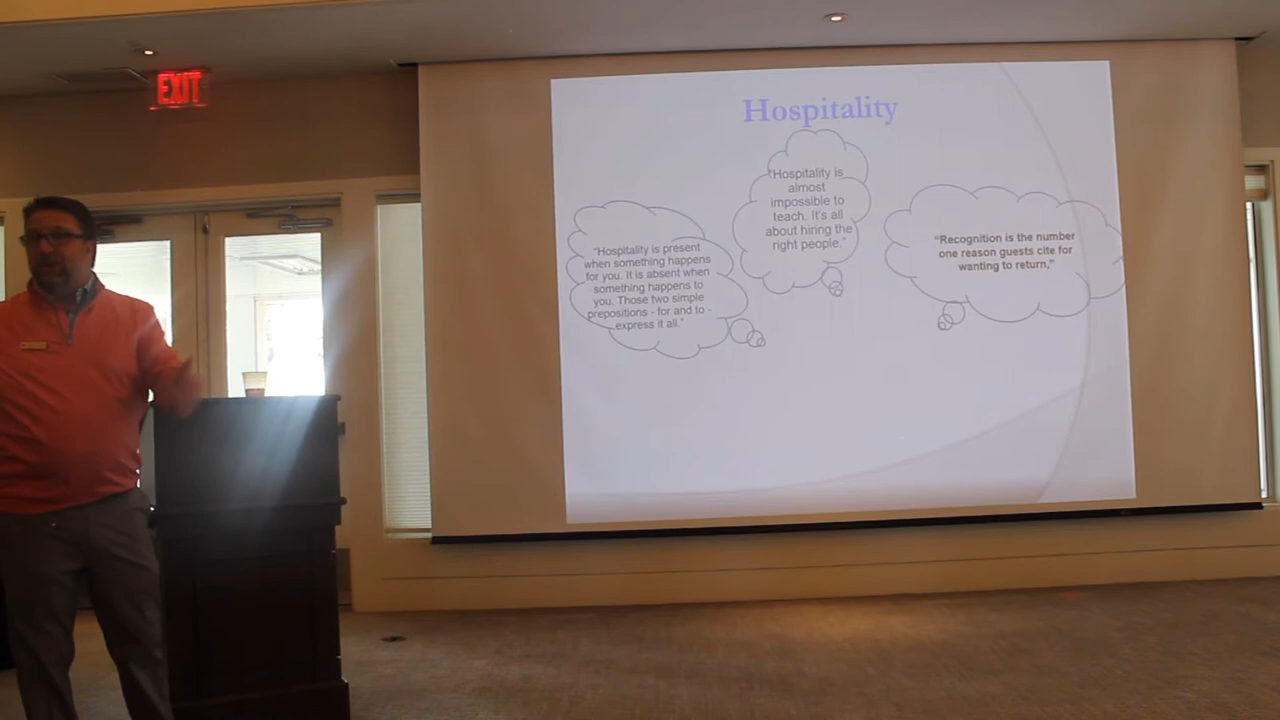 EXIT
Hospitality
"Hospitality is present
when something happens
for you. It is absent when
something happens to
you. Those two simple
prepositions - for and to -
express it all."
"Hospitality is
almost
impossible to
teach. It's all
about hiring the
right people."
"Recognition is the number
one reason guests cite for
wanting to return,"